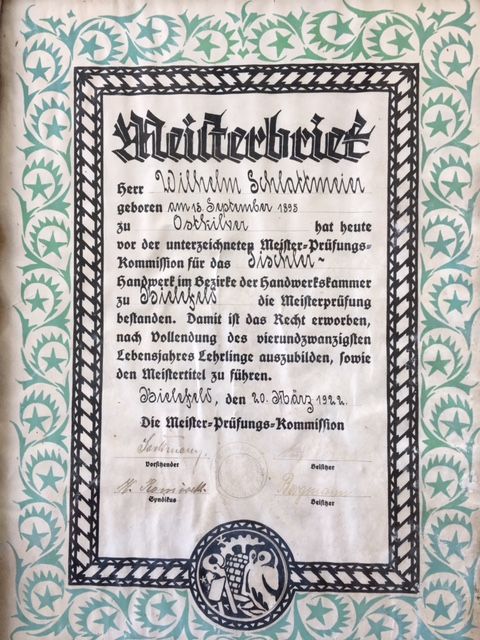 Meisterbrief
Herr Wilhelm Schlattmeier
geboren am 18. September 1895
zu Ostkilver hat heute
vor der unterzeichneten Meister-Prüfungs-
Kommission für das Tischler-
Handwerk im Bezirke der Handwerkskammer
zu Bielefeld die Meisterprüfung
bestanden. Damit ist das Recht erworben,
nach Vollendung des vierundzwanzigsten
Lebensjahres Lehrlinge auszubilden, sowie
den Meistertitel zu führen.
Bielefeld, den 20. März 1922.
Die Meister-Prüfungs-Kommission
Vorsitzender Beisitzer
Syndikus Beisitzer